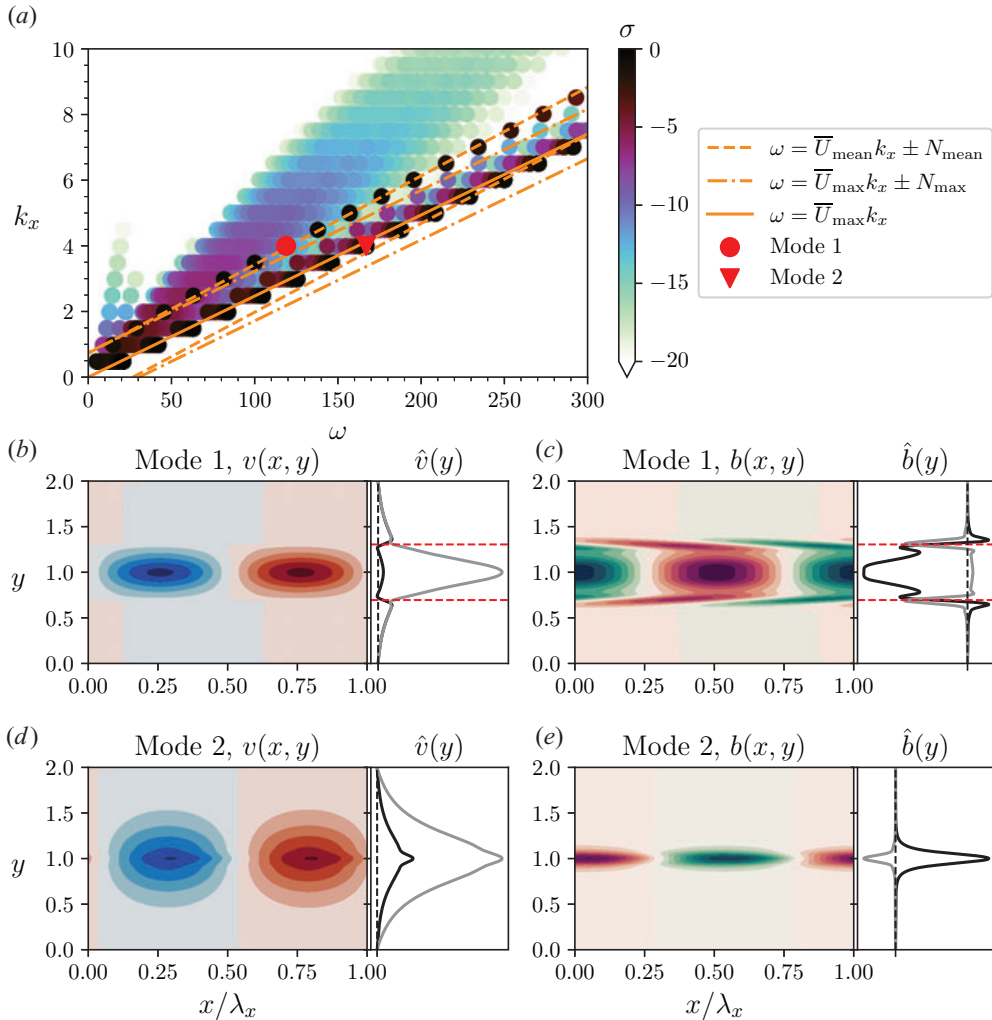 (a)
σ
10
8
6
4
2
0
k_x
0 50 100 150 200 250 300
ω
0
−5
−10
−15
−20
ω = U̅_mean k_x ± N_mean
ω = U̅_max k_x ± N_max
ω = U̅_max k_x
Mode 1
Mode 2
(b) Mode 1, v(x, y) v̂(y)
2.0
1.5
y 1.0
0.5
0.0
0.00 0.25 0.50 0.75 1.00
(c) Mode 1, b(x, y) b̂(y)
2.0
1.5
1.0
0.5
0.0
0.00 0.25 0.50 0.75 1.00
(d) Mode 2, v(x, y) v̂(y)
2.0
1.5
y 1.0
0.5
0.0
0.00 0.25 0.50 0.75 1.00
x/λ_x
(e) Mode 2, b(x, y) b̂(y)
2.0
1.5
1.0
0.5
0.0
0.00 0.25 0.50 0.75 1.00
x/λ_x